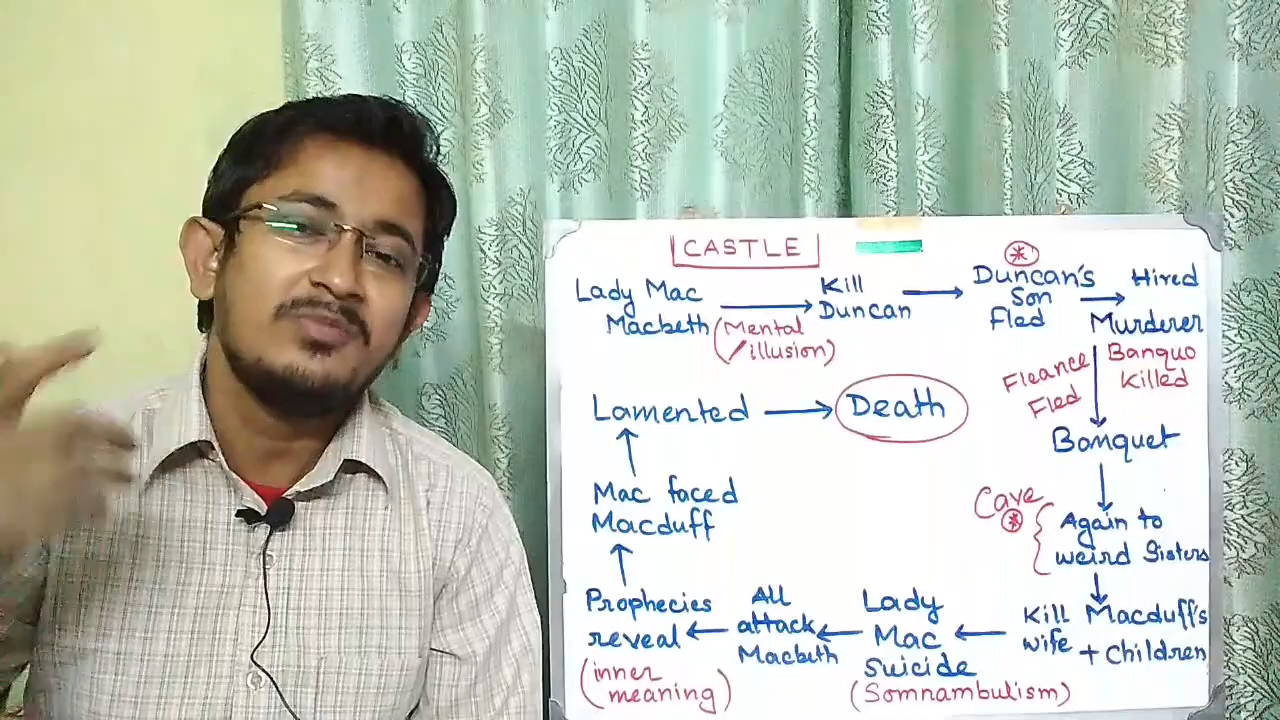 CASTLE
Lady Mac
Macbeth
(Mental
illusion)
Kill
Duncan
Duncan's
Son
Fled
Hired
Murderer
Banquo
Killed
Fleance
Fled
Banquet
Cave
Again to
weird Sisters
Kill Macduff's
wife + children
Lady
Mac
suicide
(Somnambulism)
All
attack
Macbeth
Prophecies
reveal
(inner
meaning)
Mac faced
Macduff
Lamented
Death